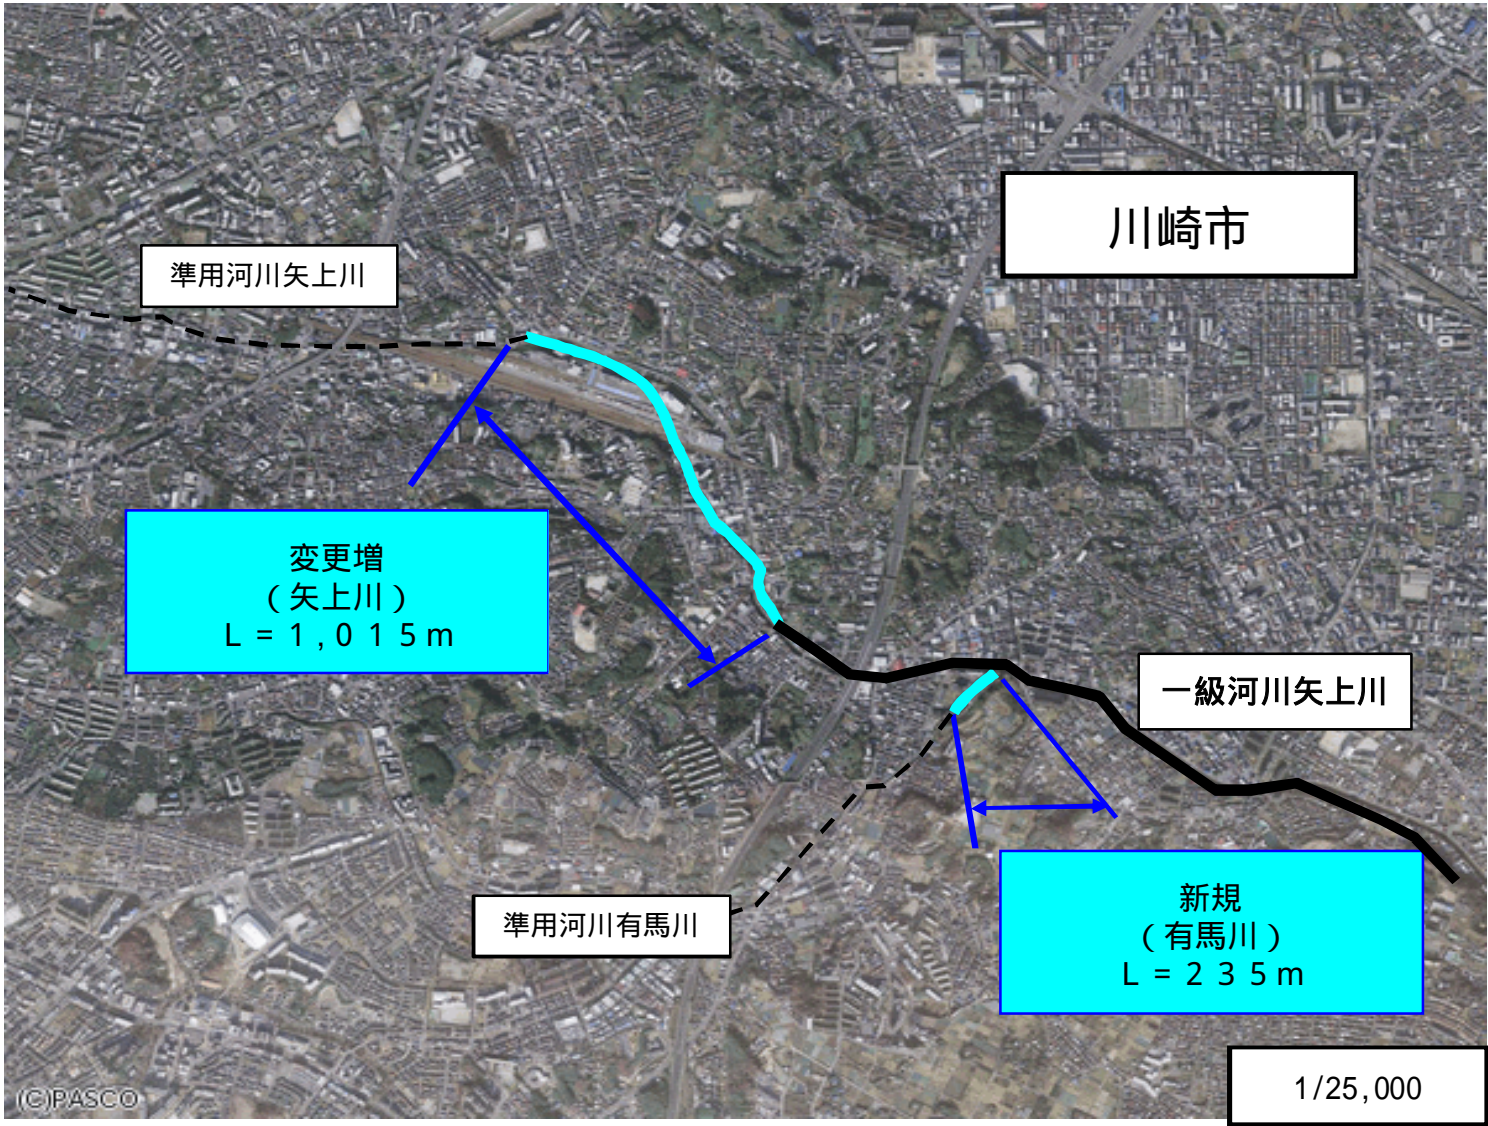 川崎市
準用河川矢上川
変更増
（矢上川）
Ｌ＝１,０１５ｍ
一級河川矢上川
新規
（有馬川）
Ｌ＝２３５ｍ
準用河川有馬川
1/25,000
(C)PASCO